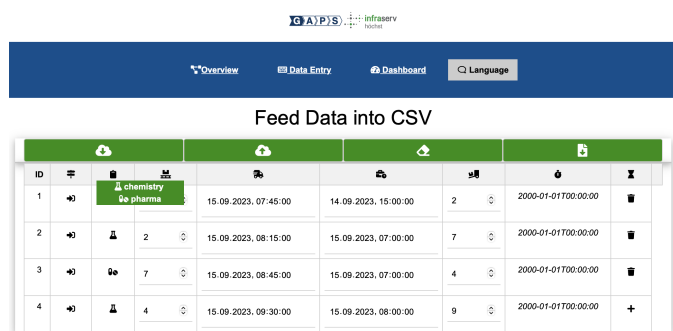 GAPS infraserv
höchst
Overview Data Entry Dashboard Language
Feed Data into CSV
ID
chemistry
pharma
1 15.09.2023, 07:45:00 14.09.2023, 15:00:00 2 2000-01-01T00:00:00
2 2 15.09.2023, 08:15:00 15.09.2023, 07:00:00 7 2000-01-01T00:00:00
3 7 15.09.2023, 08:45:00 15.09.2023, 07:00:00 4 2000-01-01T00:00:00
4 4 15.09.2023, 09:30:00 15.09.2023, 08:00:00 9 2000-01-01T00:00:00